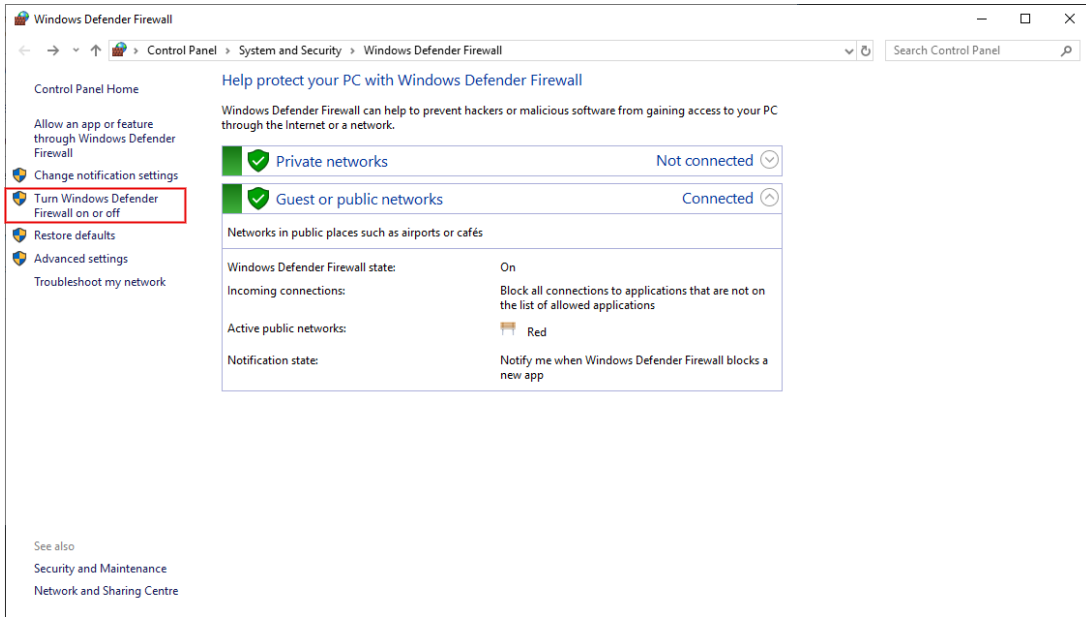 Windows Defender Firewall
Control Panel > System and Security > Windows Defender Firewall
Search Control Panel
Control Panel Home
Allow an app or feature
through Windows Defender
Firewall
Change notification settings
Turn Windows Defender
Firewall on or off
Restore defaults
Advanced settings
Troubleshoot my network
See also
Security and Maintenance
Network and Sharing Centre
Help protect your PC with Windows Defender Firewall
Windows Defender Firewall can help to prevent hackers or malicious software from gaining access to your PC
through the Internet or a network.
Private networks Not connected
Guest or public networks Connected
Networks in public places such as airports or cafés
Windows Defender Firewall state: On
Incoming connections: Block all connections to applications that are not on
the list of allowed applications
Active public networks: Red
Notification state: Notify me when Windows Defender Firewall blocks a
new app